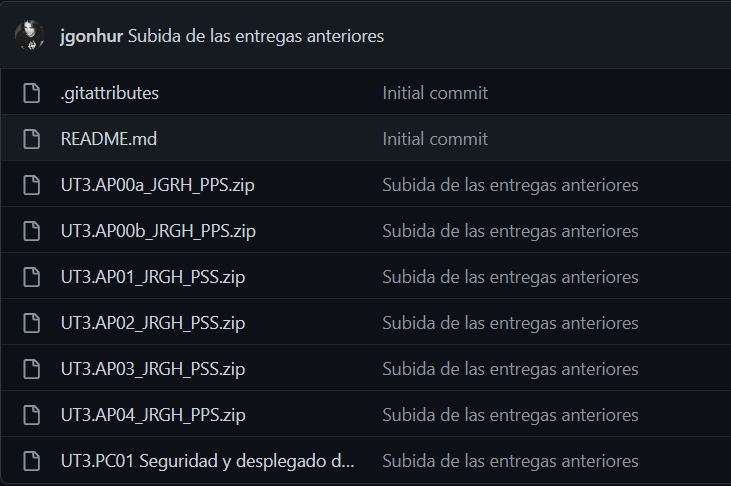 jgonhur Subida de las entregas anteriores
.gitattributes Initial commit
README.md Initial commit
UT3.AP00a_JGRH_PPS.zip Subida de las entregas anteriores
UT3.AP00b_JRGH_PPS.zip Subida de las entregas anteriores
UT3.AP01_JRGH_PSS.zip Subida de las entregas anteriores
UT3.AP02_JRGH_PSS.zip Subida de las entregas anteriores
UT3.AP03_JRGH_PSS.zip Subida de las entregas anteriores
UT3.AP04_JRGH_PPS.zip Subida de las entregas anteriores
UT3.PC01 Seguridad y desplegado d... Subida de las entregas anteriores